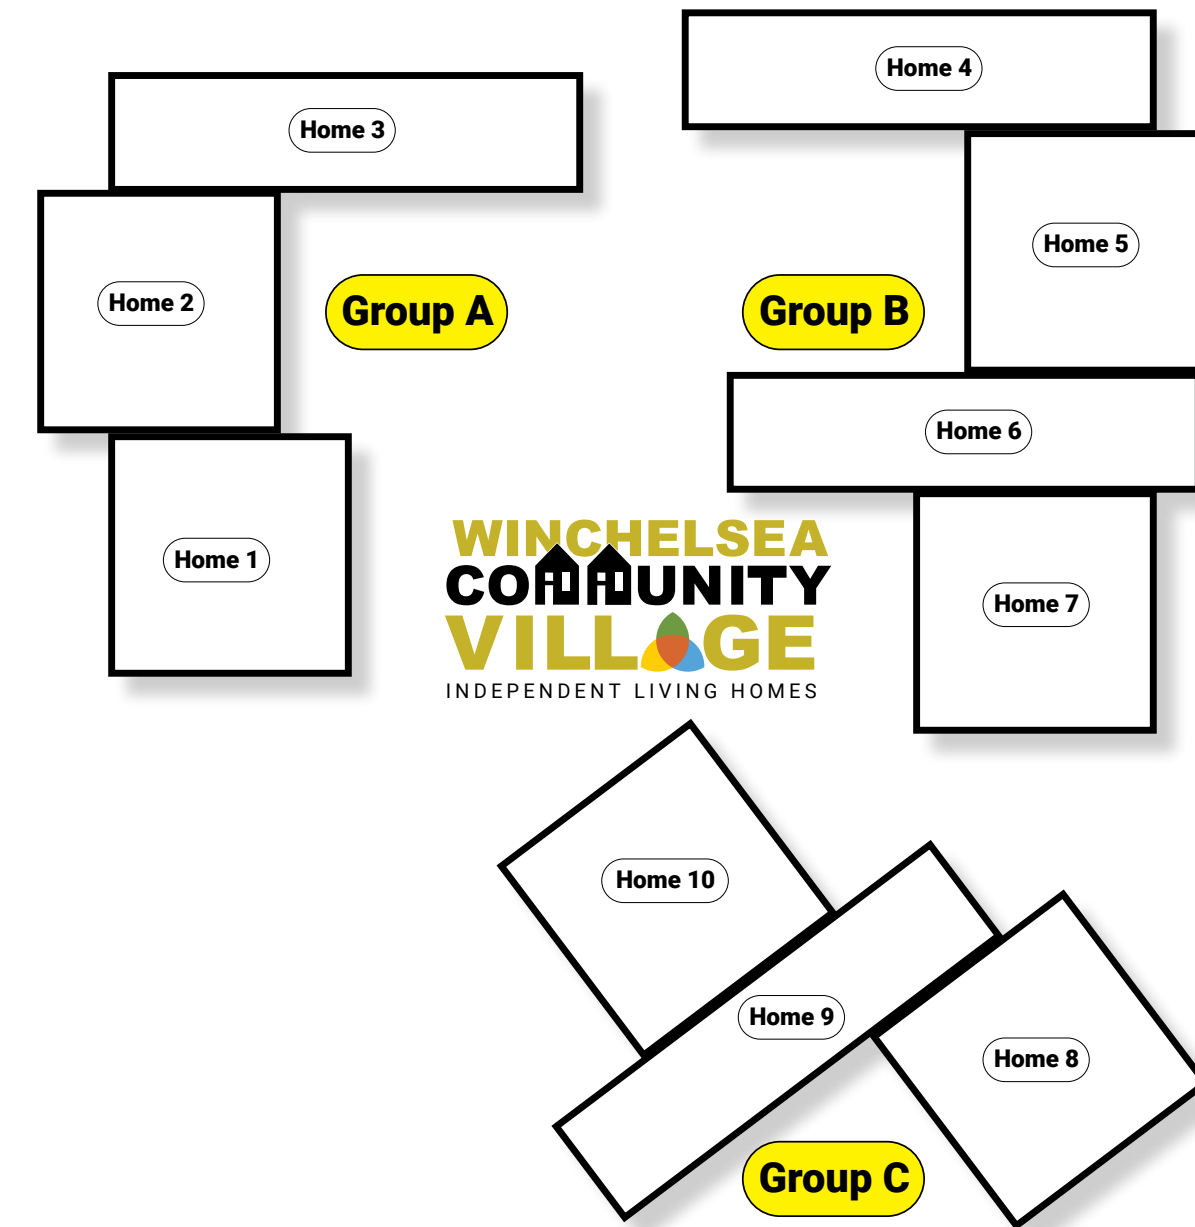 Home 4
Home 3
Home 5
Home 2
Group A
Group B
Home 6
WINCHELSEA
COMMUNITY
VILLAGE
INDEPENDENT LIVING HOMES
Home 1
Home 7
Home 10
Home 9
Home 8
Group C